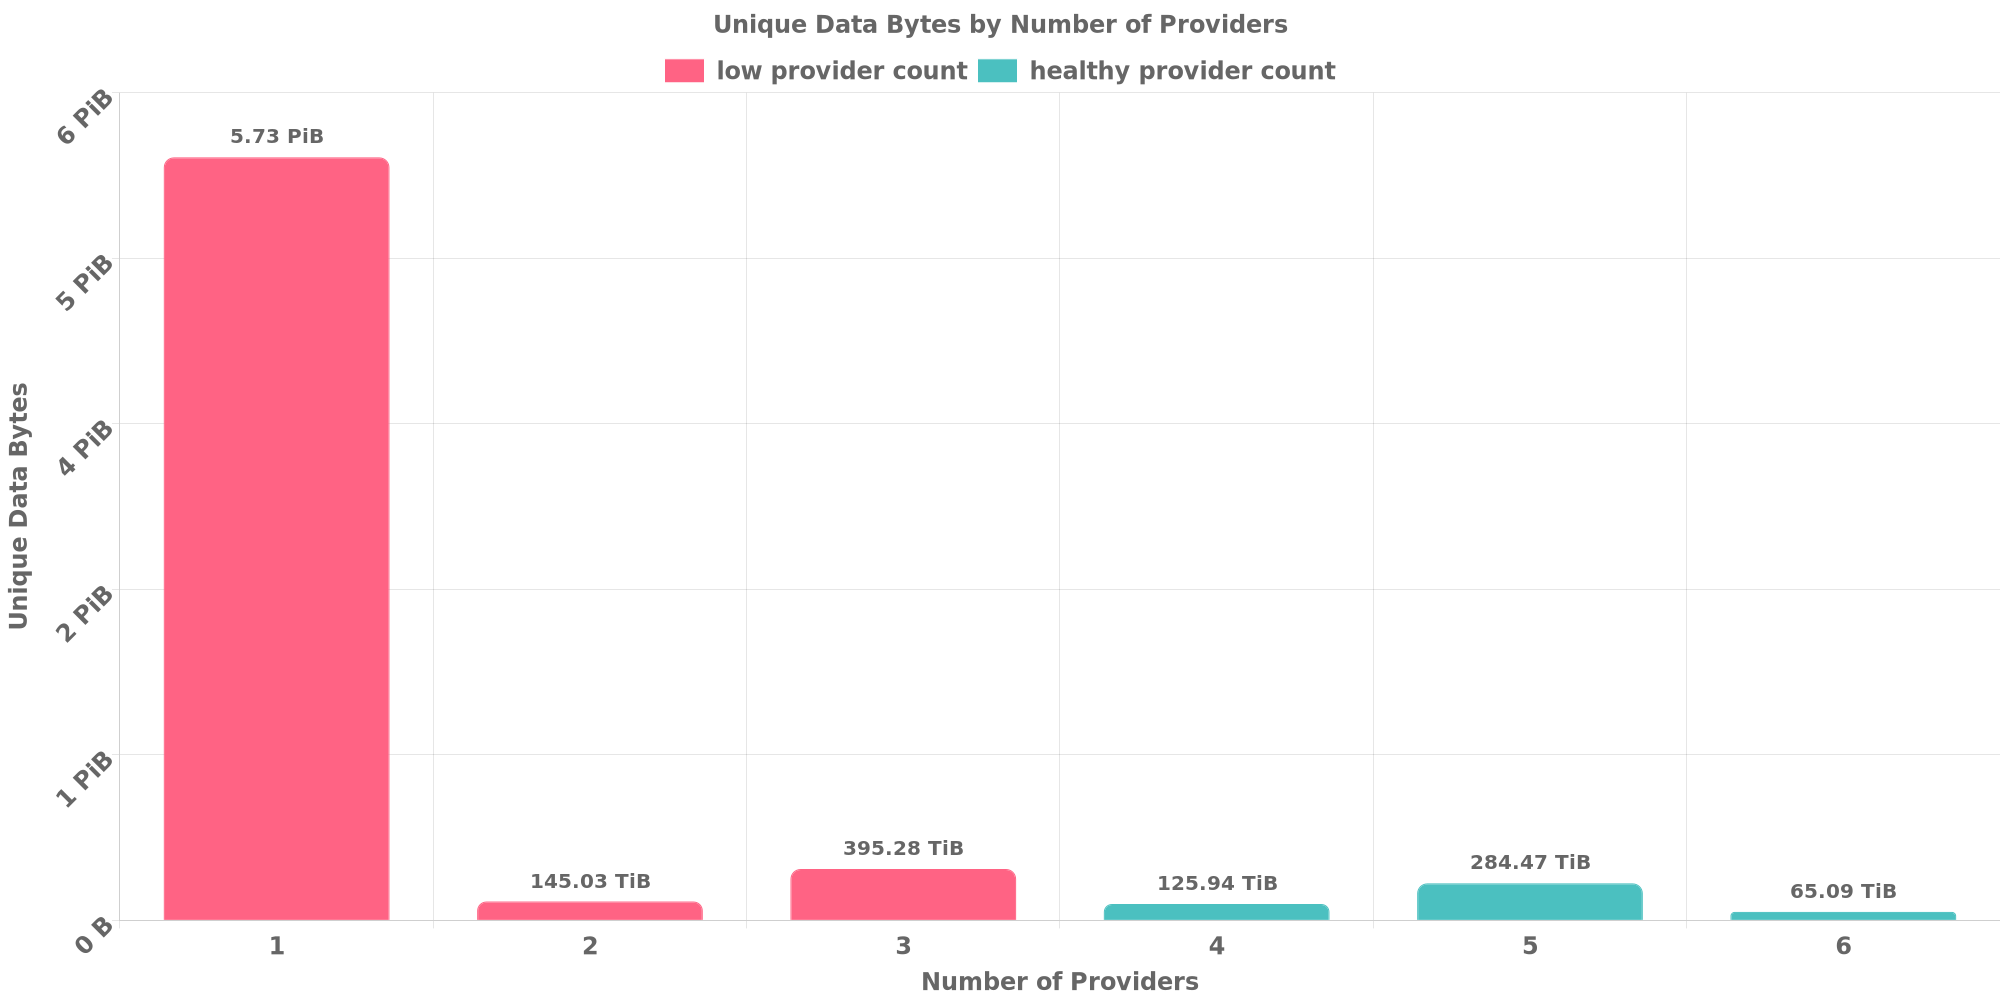 Unique Data Bytes by Number of Providers
low provider count
healthy provider count
6 PiB
5 PiB
4 PiB
2 PiB
1 PiB
0 B
Unique Data Bytes
5.73 PiB
145.03 TiB
395.28 TiB
125.94 TiB
284.47 TiB
65.09 TiB
1
2
3
4
5
6
Number of Providers